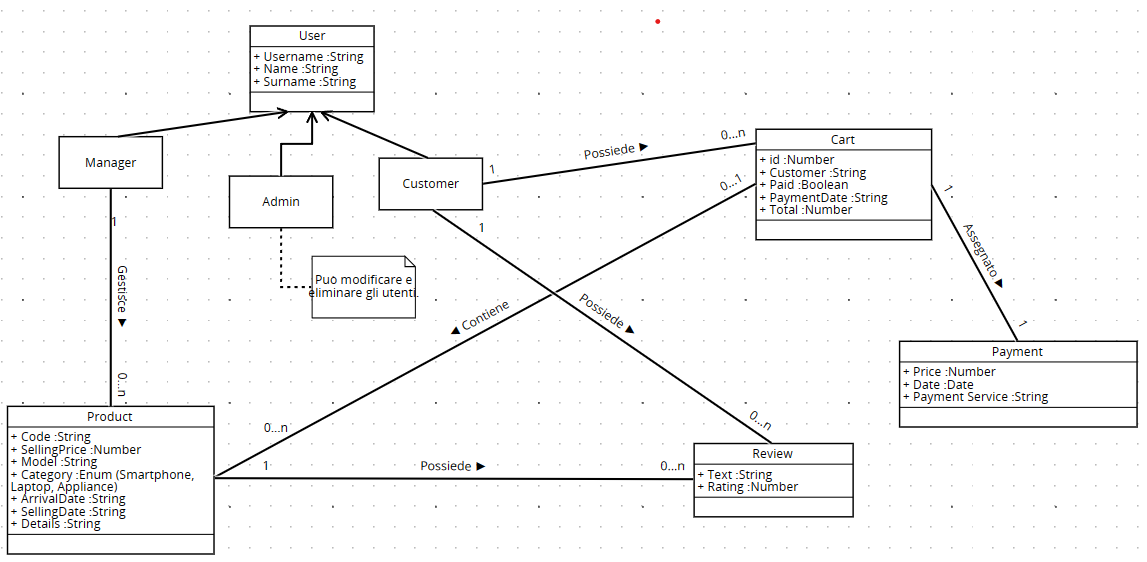 User
+ Username :String
+ Name :String
+ Surname :String
Manager
Admin
Customer
Può modificare e
eliminare gli utenti.
1
Possiede ▶
0...n
Cart
+ id :Number
+ Customer :String
+ Paid :Boolean
+ PaymentDate :String
+ Total :Number
0...1
◀ Contiene
0...n
1
Possiede ▶
0...n
1
Assegnato ▶
1
Payment
+ Price :Number
+ Date :Date
+ Payment Service :String
1
Gestisce ▶
0...n
Product
+ Code :String
+ SellingPrice :Number
+ Model :String
+ Category :Enum (Smartphone,
Laptop, Appliance)
+ ArrivalDate :String
+ SellingDate :String
+ Details :String
1
Possiede ▶
0...n
Review
+ Text :String
+ Rating :Number